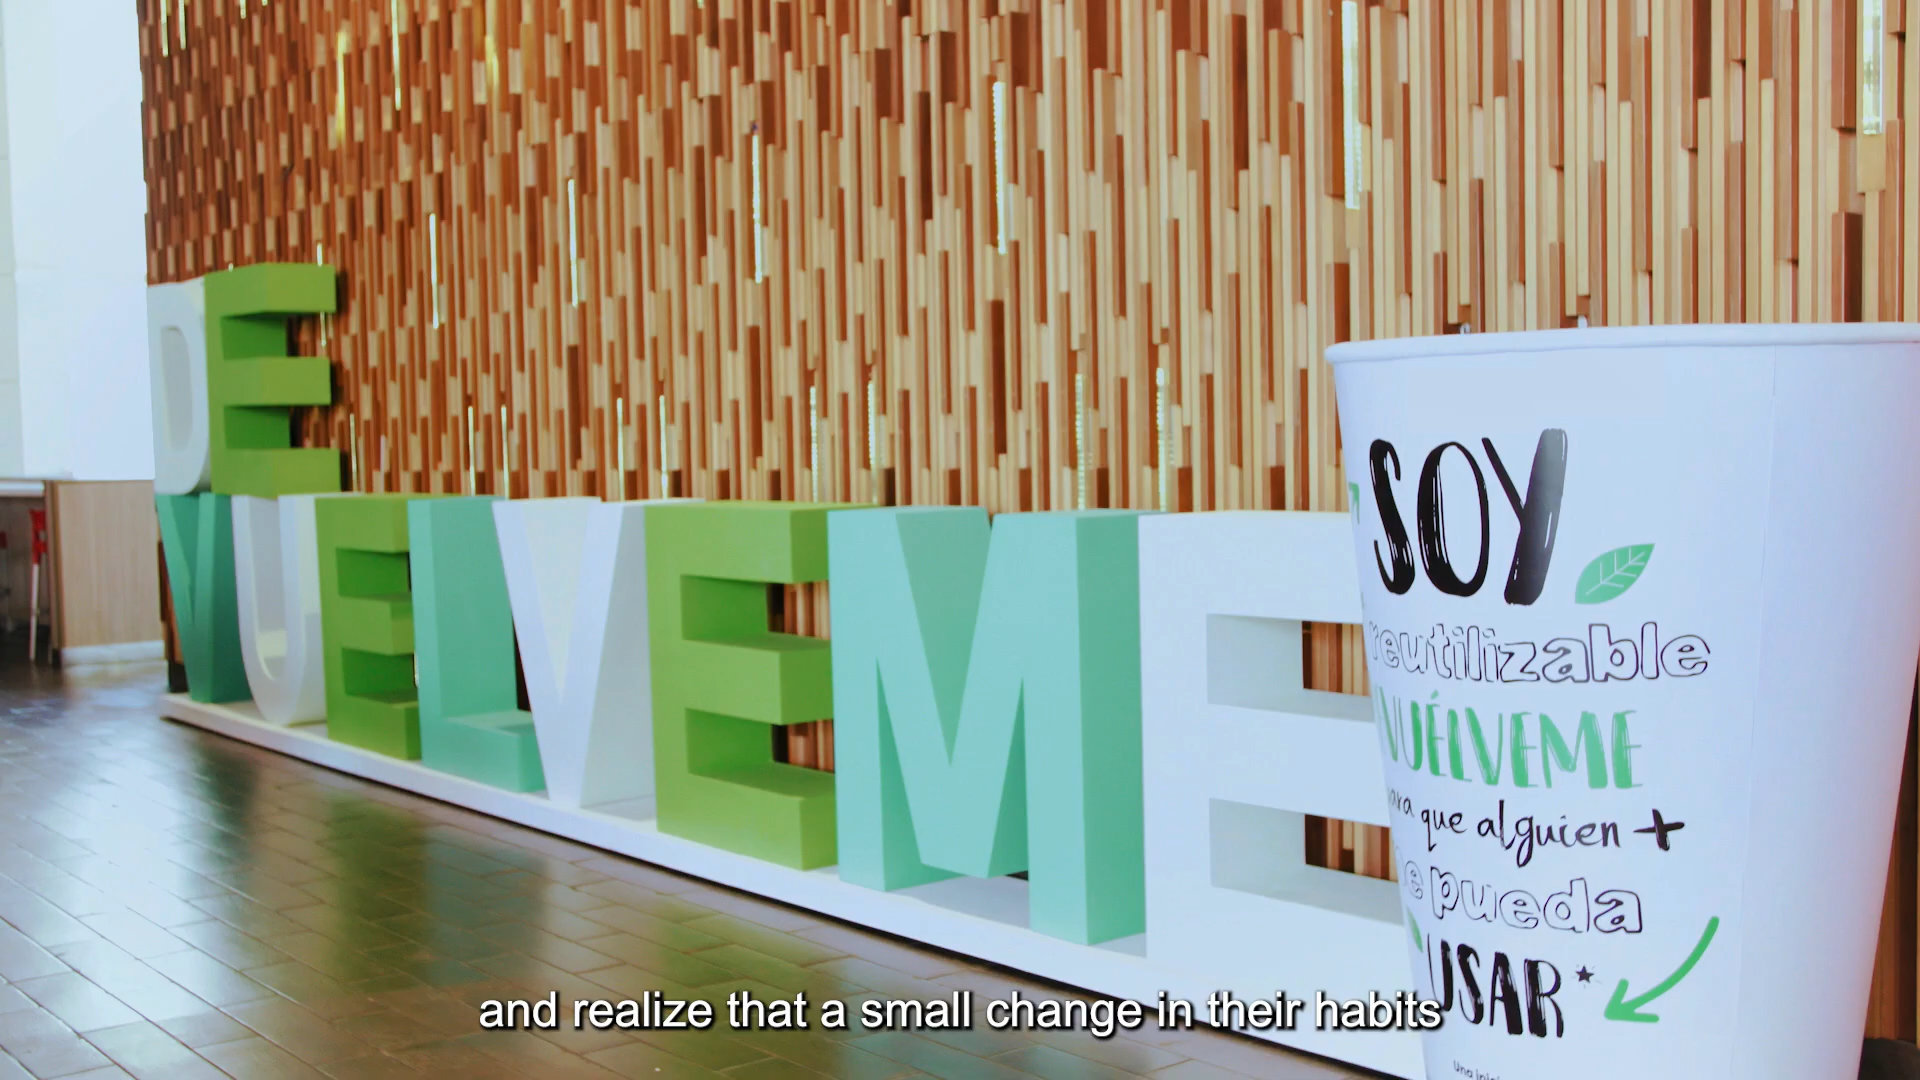 DE
VUELVEME
SOY
reutilizable
VUÉLVEME
que alguien +
pueda
USAR*
and realize that a small change in their habits